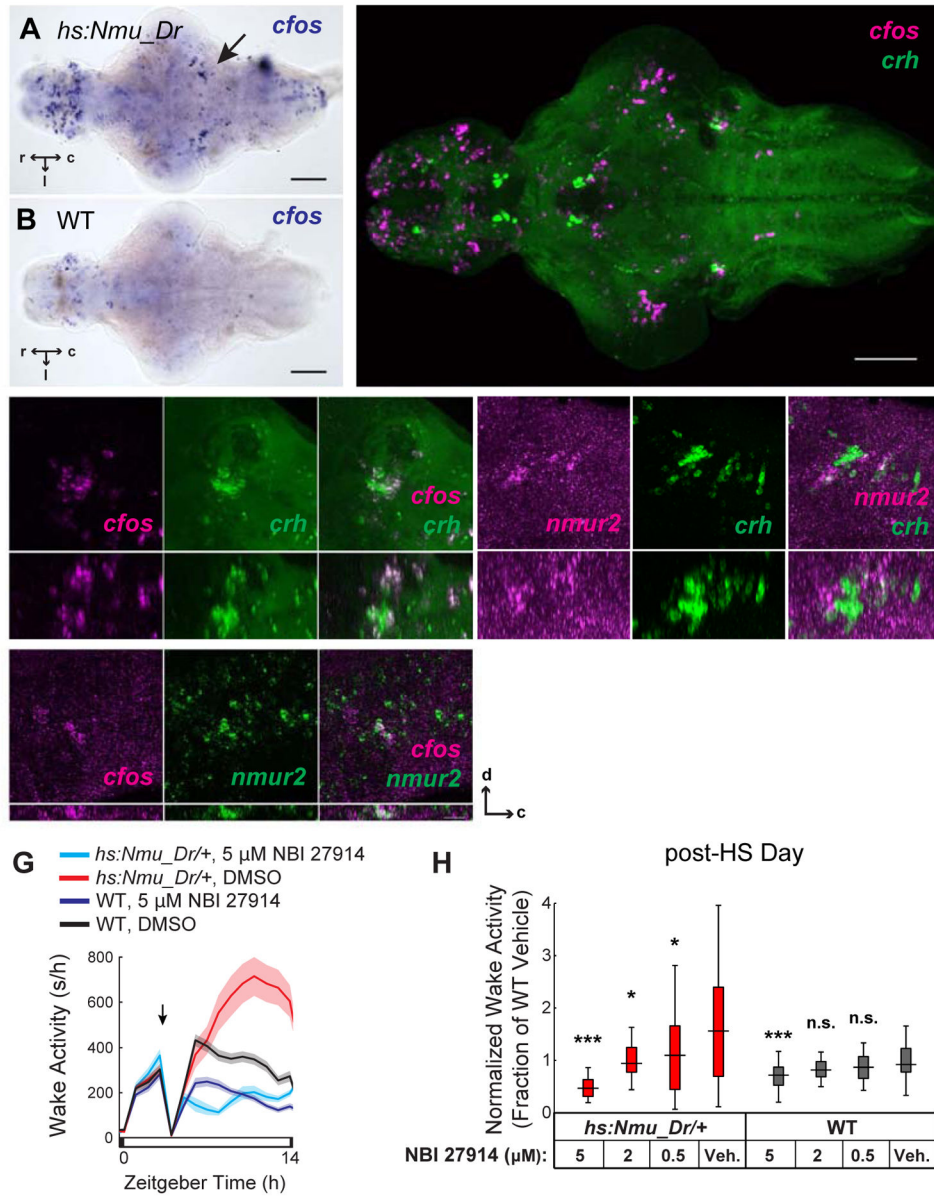 A hs:Nmu_Dr cfos
r c
l
B WT cfos
r c
l
cfos
crh
cfos
crh
cfos
crh
nmur2
crh
nmur2
crh
cfos
nmur2
cfos
nmur2
d
c
G
hs:Nmu_Dr/+, 5 μM NBI 27914
hs:Nmu_Dr/+, DMSO
WT, 5 μM NBI 27914
WT, DMSO
Wake Activity (s/h)
800
600
400
200
0
0 14
Zeitgeber Time (h)
H post-HS Day
Normalized Wake Activity
(Fraction of WT Vehicle)
4
3
2
1
0
*** * * *** n.s. n.s.
hs:Nmu_Dr/+ WT
NBI 27914 (μM): 5 2 0.5 Veh. 5 2 0.5 Veh.